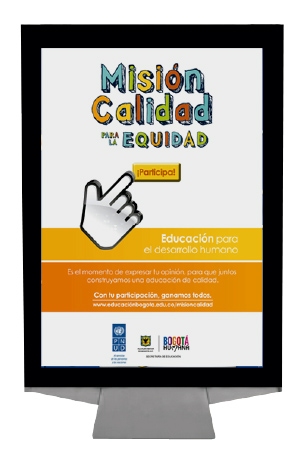 Misión
Calidad
PARA LA EQUIDAD
¡Participa!
Educación para
el desarrollo humano
Es el momento de expresar tu opinión, para que juntos
construyamos una educación de calidad.
Con tu participación, ganamos todos.
www.educacionbogota.edu.co/misioncalidad
PNUD
BOGOTÁ
HUMANA